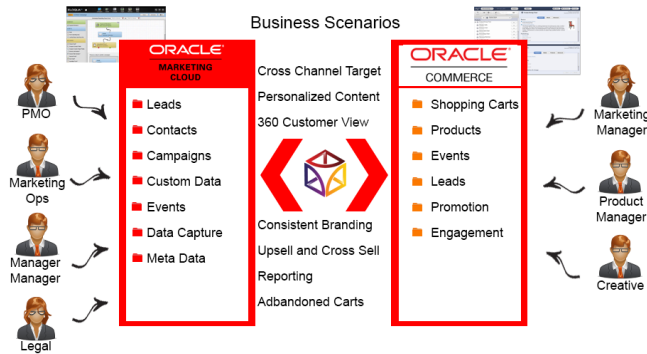 Business Scenarios
ORACLE
MARKETING
CLOUD
Leads
Contacts
Campaigns
Custom Data
Events
Data Capture
Meta Data
Cross Channel Target
Personalized Content
360 Customer View
Consistent Branding
Upsell and Cross Sell
Reporting
Adbandoned Carts
ORACLE
COMMERCE
Shopping Carts
Products
Events
Leads
Promotion
Engagement
PMO
Marketing
Ops
Manager
Manager
Legal
Marketing
Manager
Product
Manager
Creative